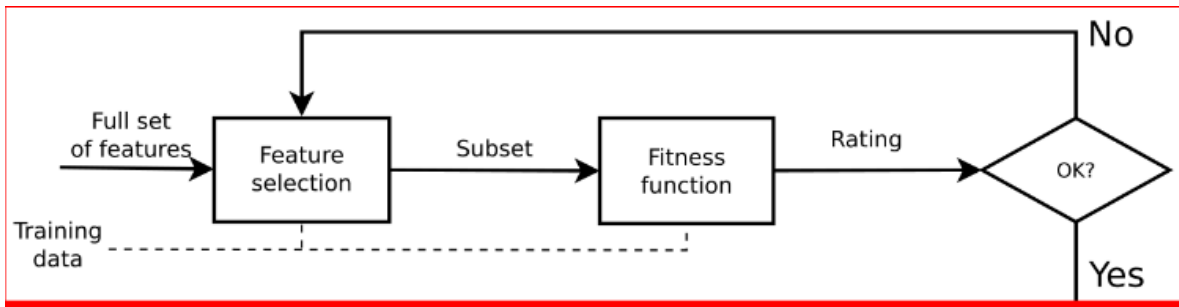 No
Full set
of features
Feature
selection
Subset
Fitness
function
Rating
OK?
Training
data
Yes